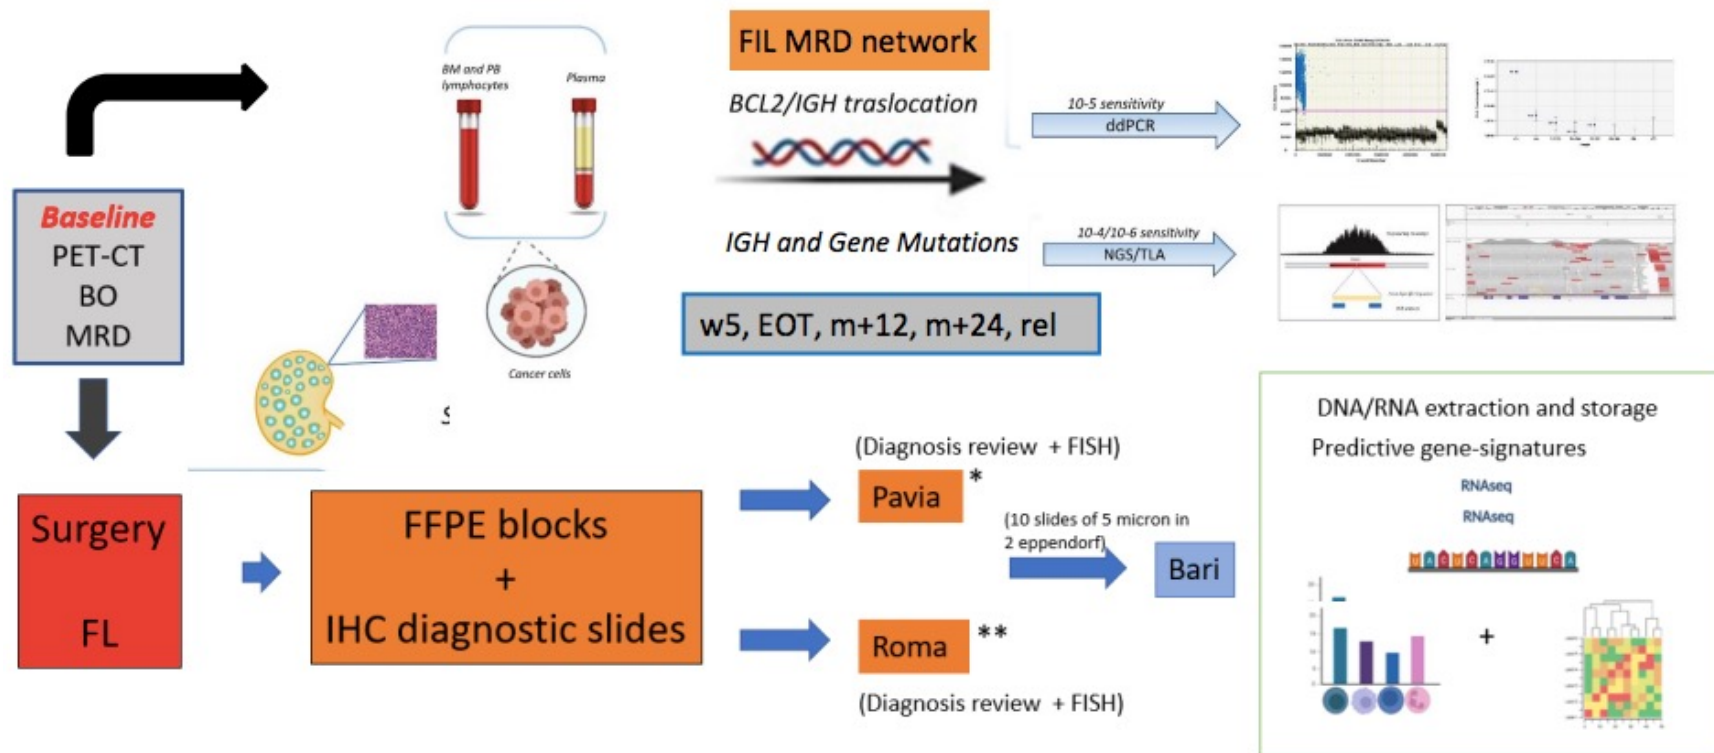 FIL MRD network
BM and PB
lymphocytes
Plasma
BCL2/IGH traslocation
10-5 sensitivity
ddPCR
Baseline
PET-CT
BO
MRD
IGH and Gene Mutations
10-4/10-6 sensitivity
NGS/TLA
w5, EOT, m+12, m+24, rel
Cancer cells
S
DNA/RNA extraction and storage
Predictive gene-signatures
RNAseq
RNAseq
U A C U C A G G U U C A
(Diagnosis review + FISH)
Pavia *
(10 slides of 5 micron in
2 eppendorf)
Bari
Surgery
FL
FFPE blocks
+
IHC diagnostic slides
Roma **
(Diagnosis review + FISH)
+